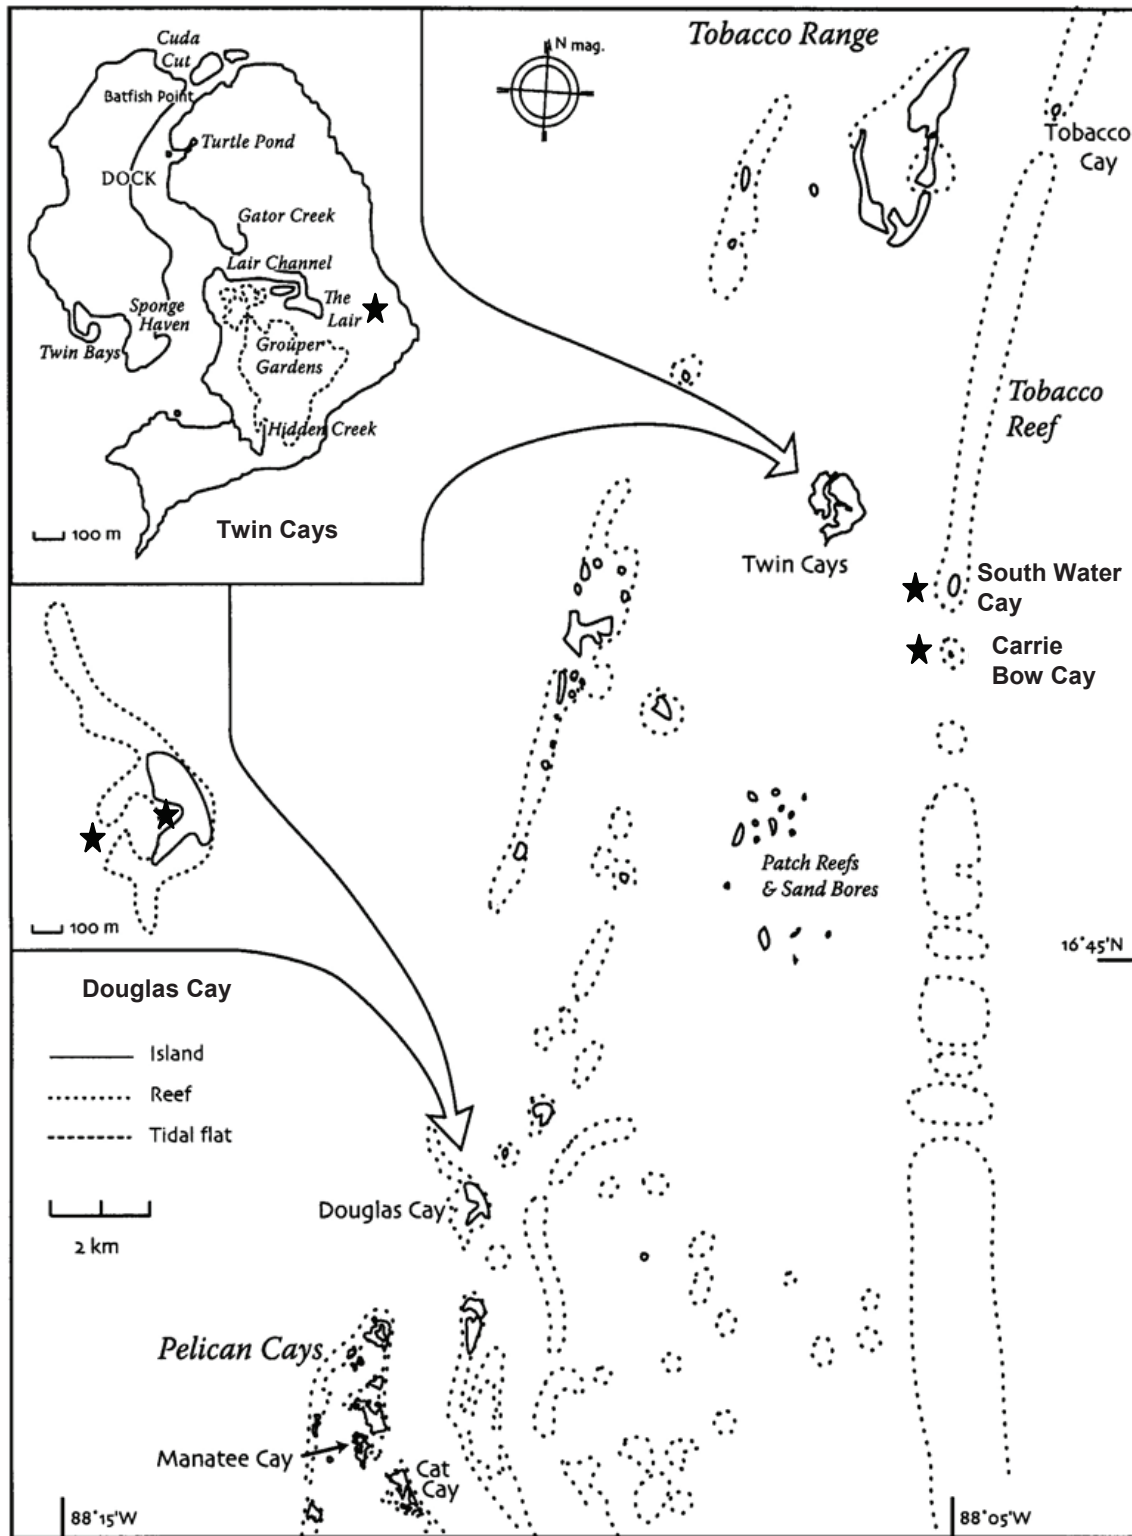 Cuda
Cut
Batfish Point
Turtle Pond
DOCK
Gator Creek
Lair Channel
The
Lair
Sponge
Haven
Twin Bays
Grouper
Gardens
Hidden Creek
100 m
Twin Cays
N mag.
Tobacco Range
Tobacco
Cay
Tobacco
Reef
Twin Cays
South Water
Cay
Carrie
Bow Cay
Patch Reefs
& Sand Bores
16°45'N
100 m
Douglas Cay
Island
Reef
Tidal flat
2 km
Douglas Cay
Pelican Cays
Manatee Cay
Cat
Cay
88°15'W
88°05'W